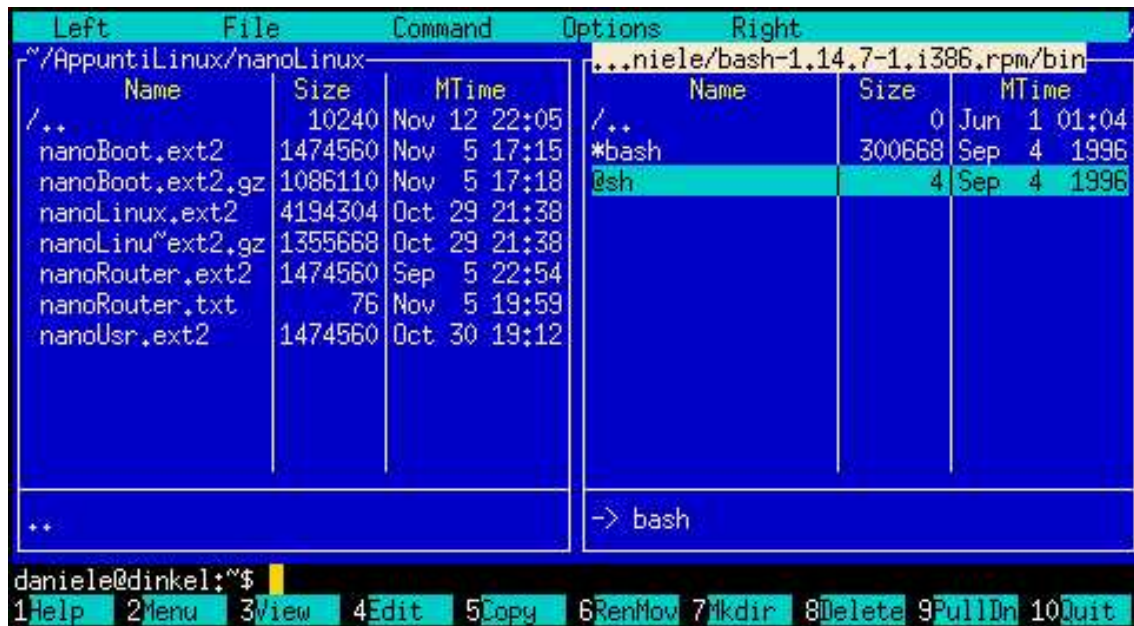 Left File Command Options Right
~/AppuntiLinux/nanoLinux
Name Size MTime
/.. 10240 Nov 12 22:05
nanoBoot.ext2 1474560 Nov 5 17:15
nanoBoot.ext2.gz 1086110 Nov 5 17:18
nanoLinux.ext2 4194304 Oct 29 21:38
nanoLinu~ext2.gz 1355668 Oct 29 21:38
nanoRouter.ext2 1474560 Sep 5 22:54
nanoRouter.txt 76 Nov 5 19:59
nanoUsr.ext2 1474560 Oct 30 19:12
..
...niele/bash-1.14.7-1.i386.rpm/bin
Name Size MTime
/.. 0 Jun 1 01:04
*bash 300668 Sep 4 1996
@sh 4 Sep 4 1996
-> bash
daniele@dinkel:~$
1Help 2Menu 3View 4Edit 5Copy 6RenMov 7Mkdir 8Delete 9PullDn 10Quit